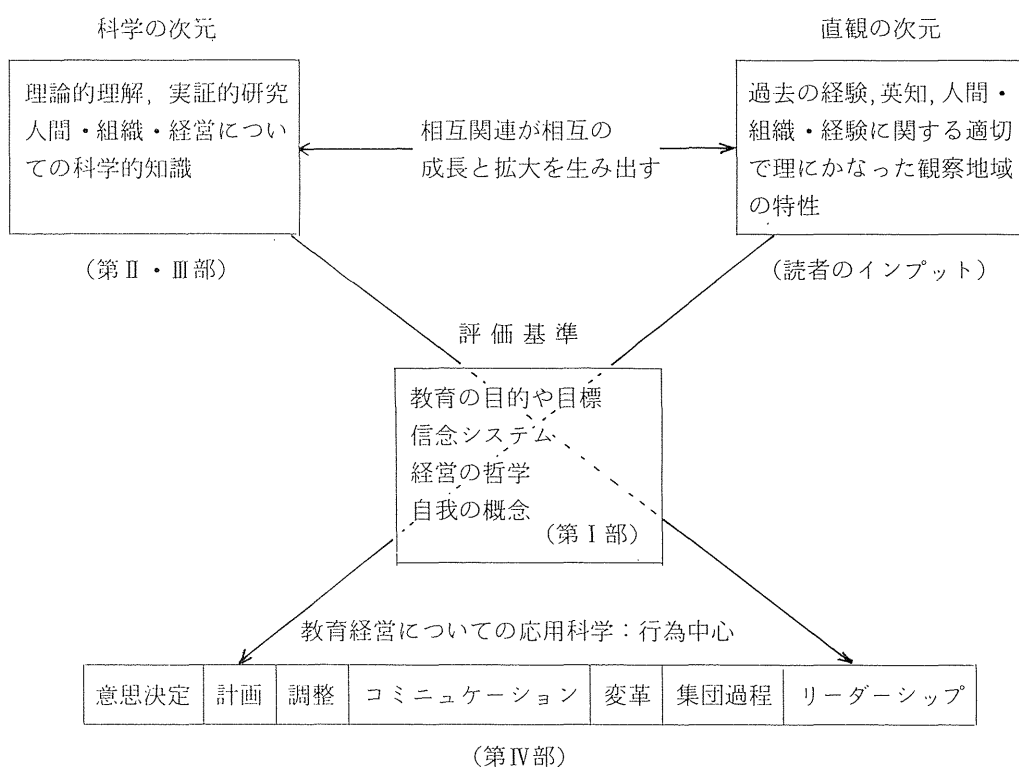 科学の次元
直観の次元
理論的理解, 実証的研究
人間・組織・経営につい
ての科学的知識
相互関連が相互の
成長と拡大を生み出す
過去の経験, 英知, 人間・
組織・経験に関する適切
で理にかなった観察地域
の特性
(第Ⅱ・Ⅲ部)
(読者のインプット)
評価基準
教育の目的や目標
信念システム
経営の哲学
自我の概念
(第Ⅰ部)
教育経営についての応用科学：行為中心
意思決定 計画 調整 コミニュケーション 変革 集団過程 リーダーシップ
(第Ⅳ部)